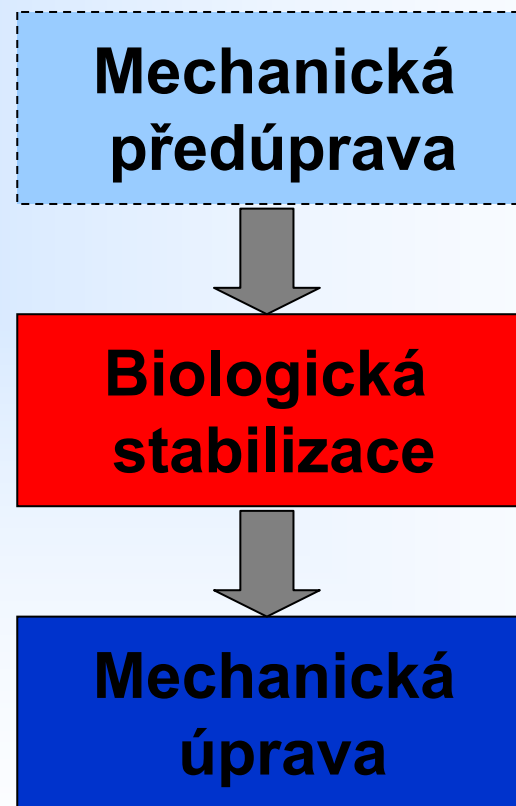 Mechanická
předúprava
Biologická
stabilizace
Mechanická
úprava